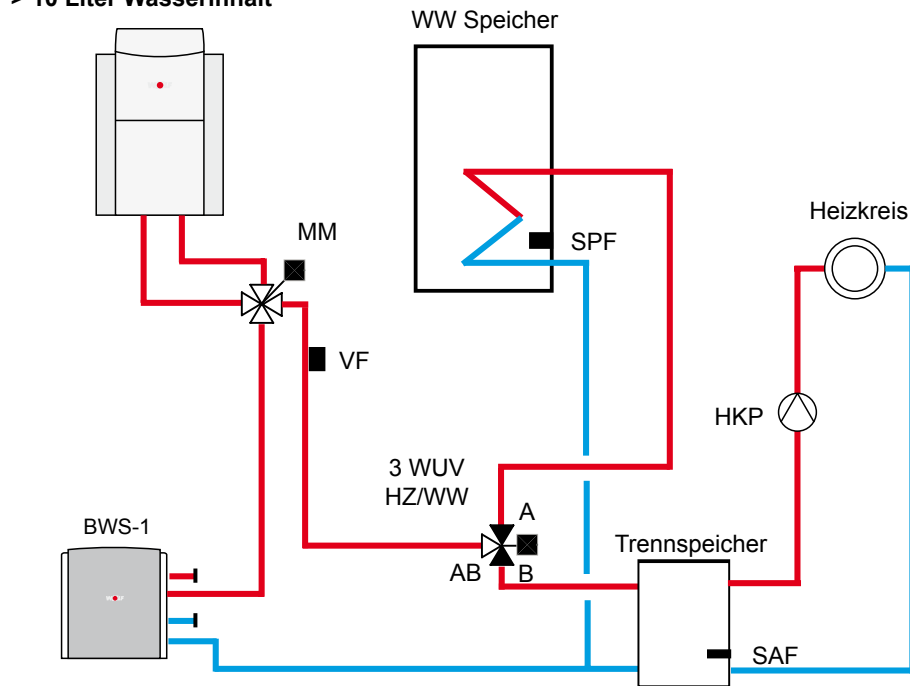 > 10 Liter Wasserinhalt
WW Speicher
MM
SPF
Heizkreis
VF
HKP
3 WUV
HZ/WW
A
BWS-1
Trennspeicher
AB
B
SAF